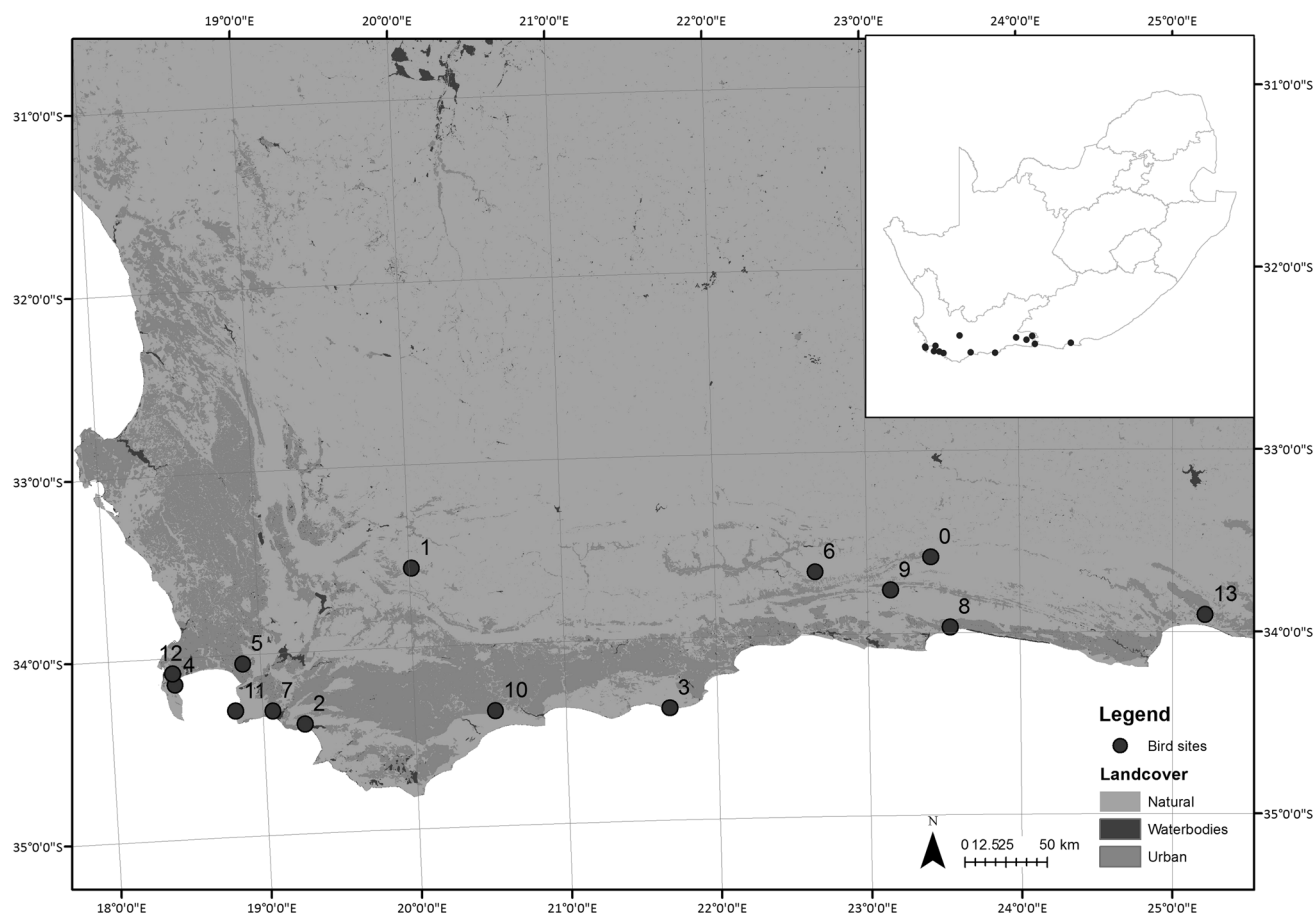 19°0'0"E 20°0'0"E 21°0'0"E 22°0'0"E 23°0'0"E 24°0'0"E 25°0'0"E
31°0'0"S
31°0'0"S
32°0'0"S
32°0'0"S
33°0'0"S
33°0'0"S
0
1
6
9
13
8
34°0'0"S
34°0'0"S
5
12
4
11
7
2
10
3
Legend
Bird sites
Landcover
Natural
Waterbodies
Urban
N
0 12.525 50 km
35°0'0"S
35°0'0"S
18°0'0"E 19°0'0"E 20°0'0"E 21°0'0"E 22°0'0"E 23°0'0"E 24°0'0"E 25°0'0"E